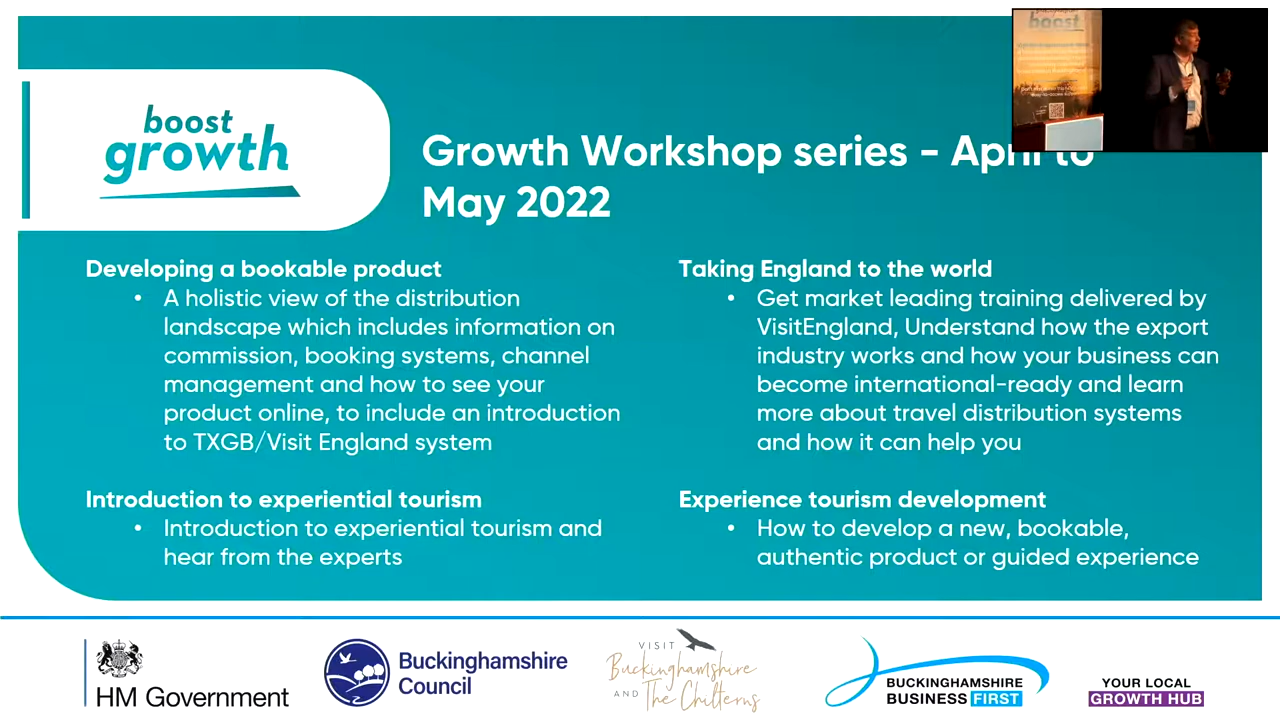 boost
growth
Growth Workshop series - April to
May 2022
Developing a bookable product
• A holistic view of the distribution
landscape which includes information on
commission, booking systems, channel
management and how to see your
product online, to include an introduction
to TXGB/Visit England system
Introduction to experiential tourism
• Introduction to experiential tourism and
hear from the experts
Taking England to the world
• Get market leading training delivered by
VisitEngland, Understand how the export
industry works and how your business can
become international-ready and learn
more about travel distribution systems
and how it can help you
Experience tourism development
• How to develop a new, bookable,
authentic product or guided experience
boost
HM Government
Buckinghamshire
Council
VISIT
Buckinghamshire
AND The Chilterns
BUCKINGHAMSHIRE
BUSINESS FIRST
YOUR LOCAL
GROWTH HUB